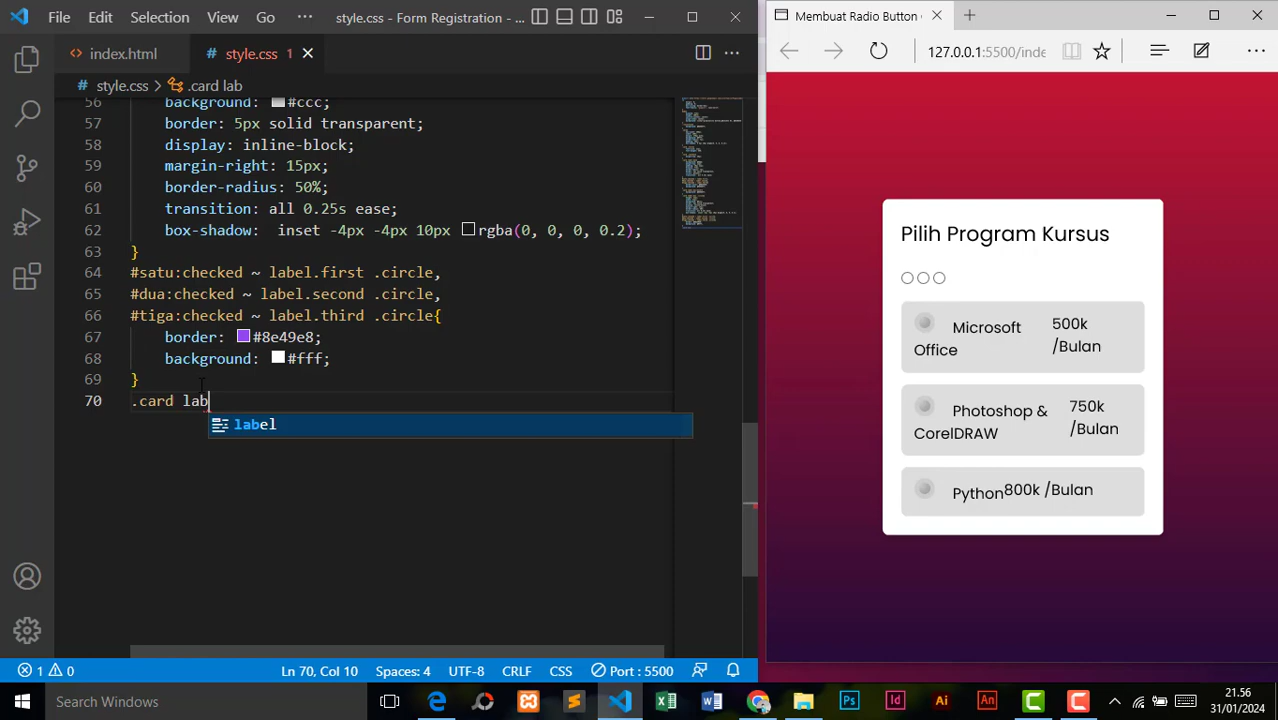 File Edit Selection View Go ··· style.css - Form Registration - ...
index.html style.css 1
style.css > .card lab
56 background: #ccc;
57 border: 5px solid transparent;
58 display: inline-block;
59 margin-right: 15px;
60 border-radius: 50%;
61 transition: all 0.25s ease;
62 box-shadow: inset -4px -4px 10px rgba(0, 0, 0, 0.2);
63 }
64 #satu:checked ~ label.first .circle,
65 #dua:checked ~ label.second .circle,
66 #tiga:checked ~ label.third .circle{
67 border: #8e49e8;
68 background: #fff;
69 }
70 .card lab
label
1 0 Ln 70, Col 10 Spaces: 4 UTF-8 CRLF CSS Port : 5500
Membuat Radio Button
127.0.0.1:5500/inde
Pilih Program Kursus
Microsoft Office
500k /Bulan
Photoshop & CorelDRAW
750k /Bulan
Python 800k /Bulan
Search Windows
Ps Id Ai An
21.56
31/01/2024